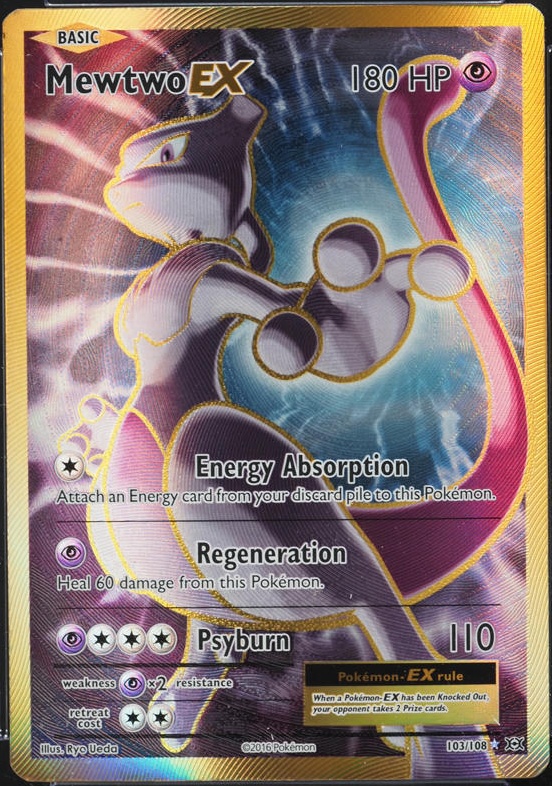 BASIC
Mewtwo EX 180 HP
Energy Absorption
Attach an Energy card from your discard pile to this Pokémon.
Regeneration
Heal 60 damage from this Pokémon.
Psyburn 110
weakness ×2 resistance
retreat cost
Pokémon-EX rule
When a Pokémon-EX has been Knocked Out,
your opponent takes 2 Prize cards.
Illus. Ryo Ueda ©2016 Pokémon 103/108